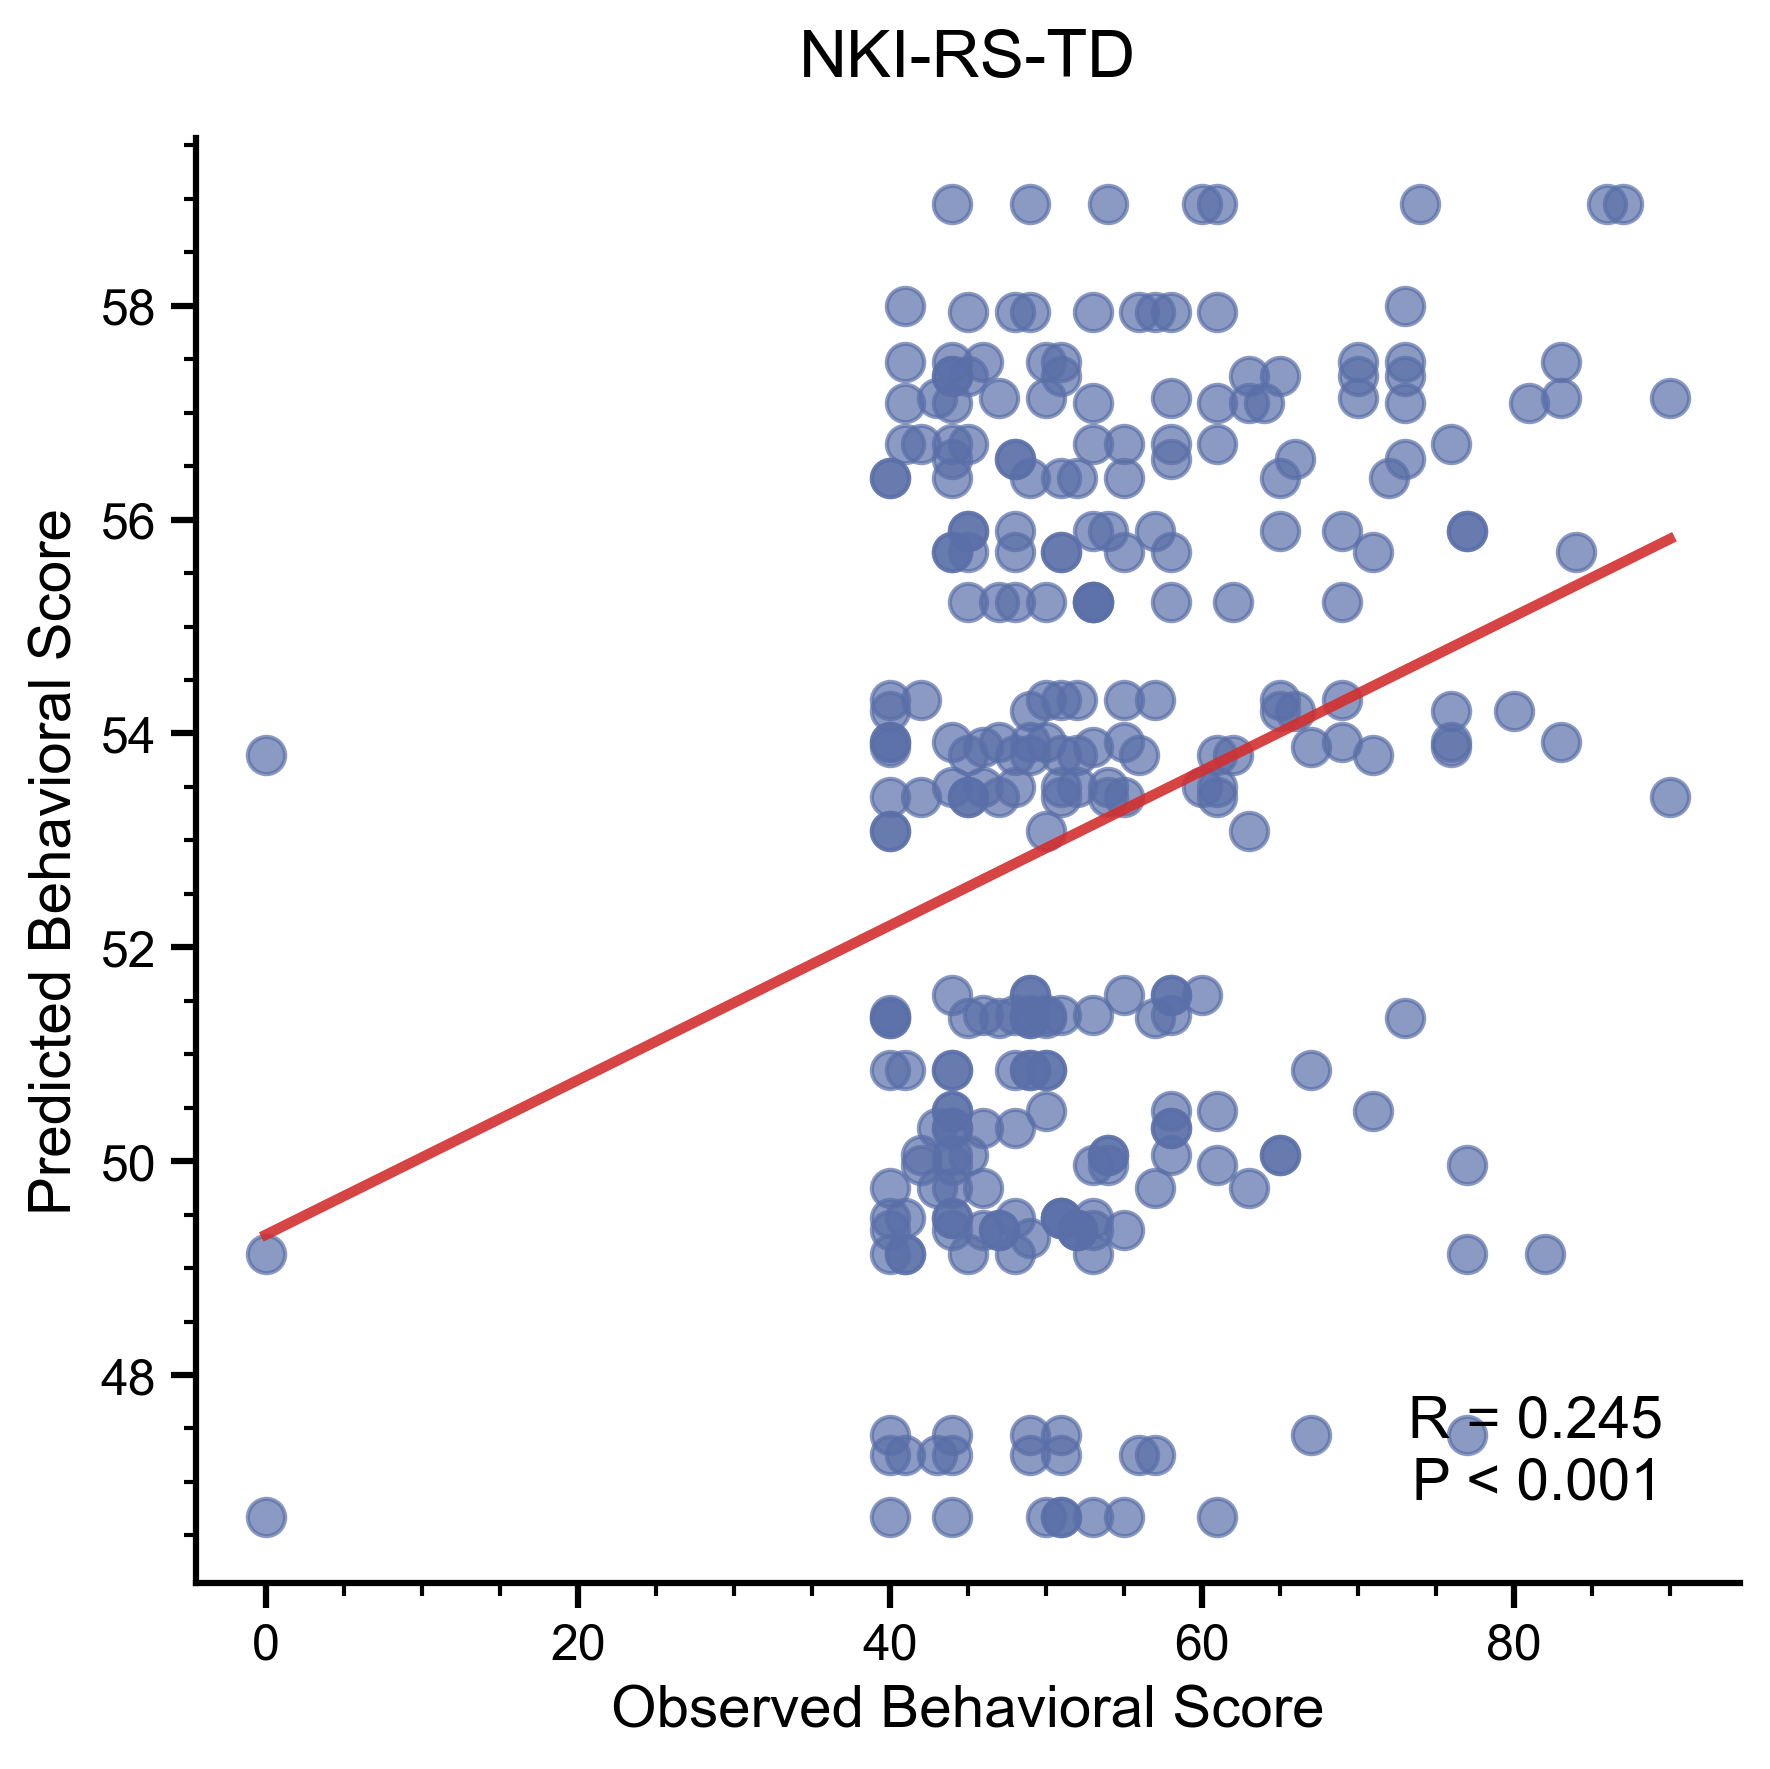 NKI-RS-TD
Predicted Behavioral Score
58
56
54
52
50
48
R = 0.245
P < 0.001
0 20 40 60 80
Observed Behavioral Score